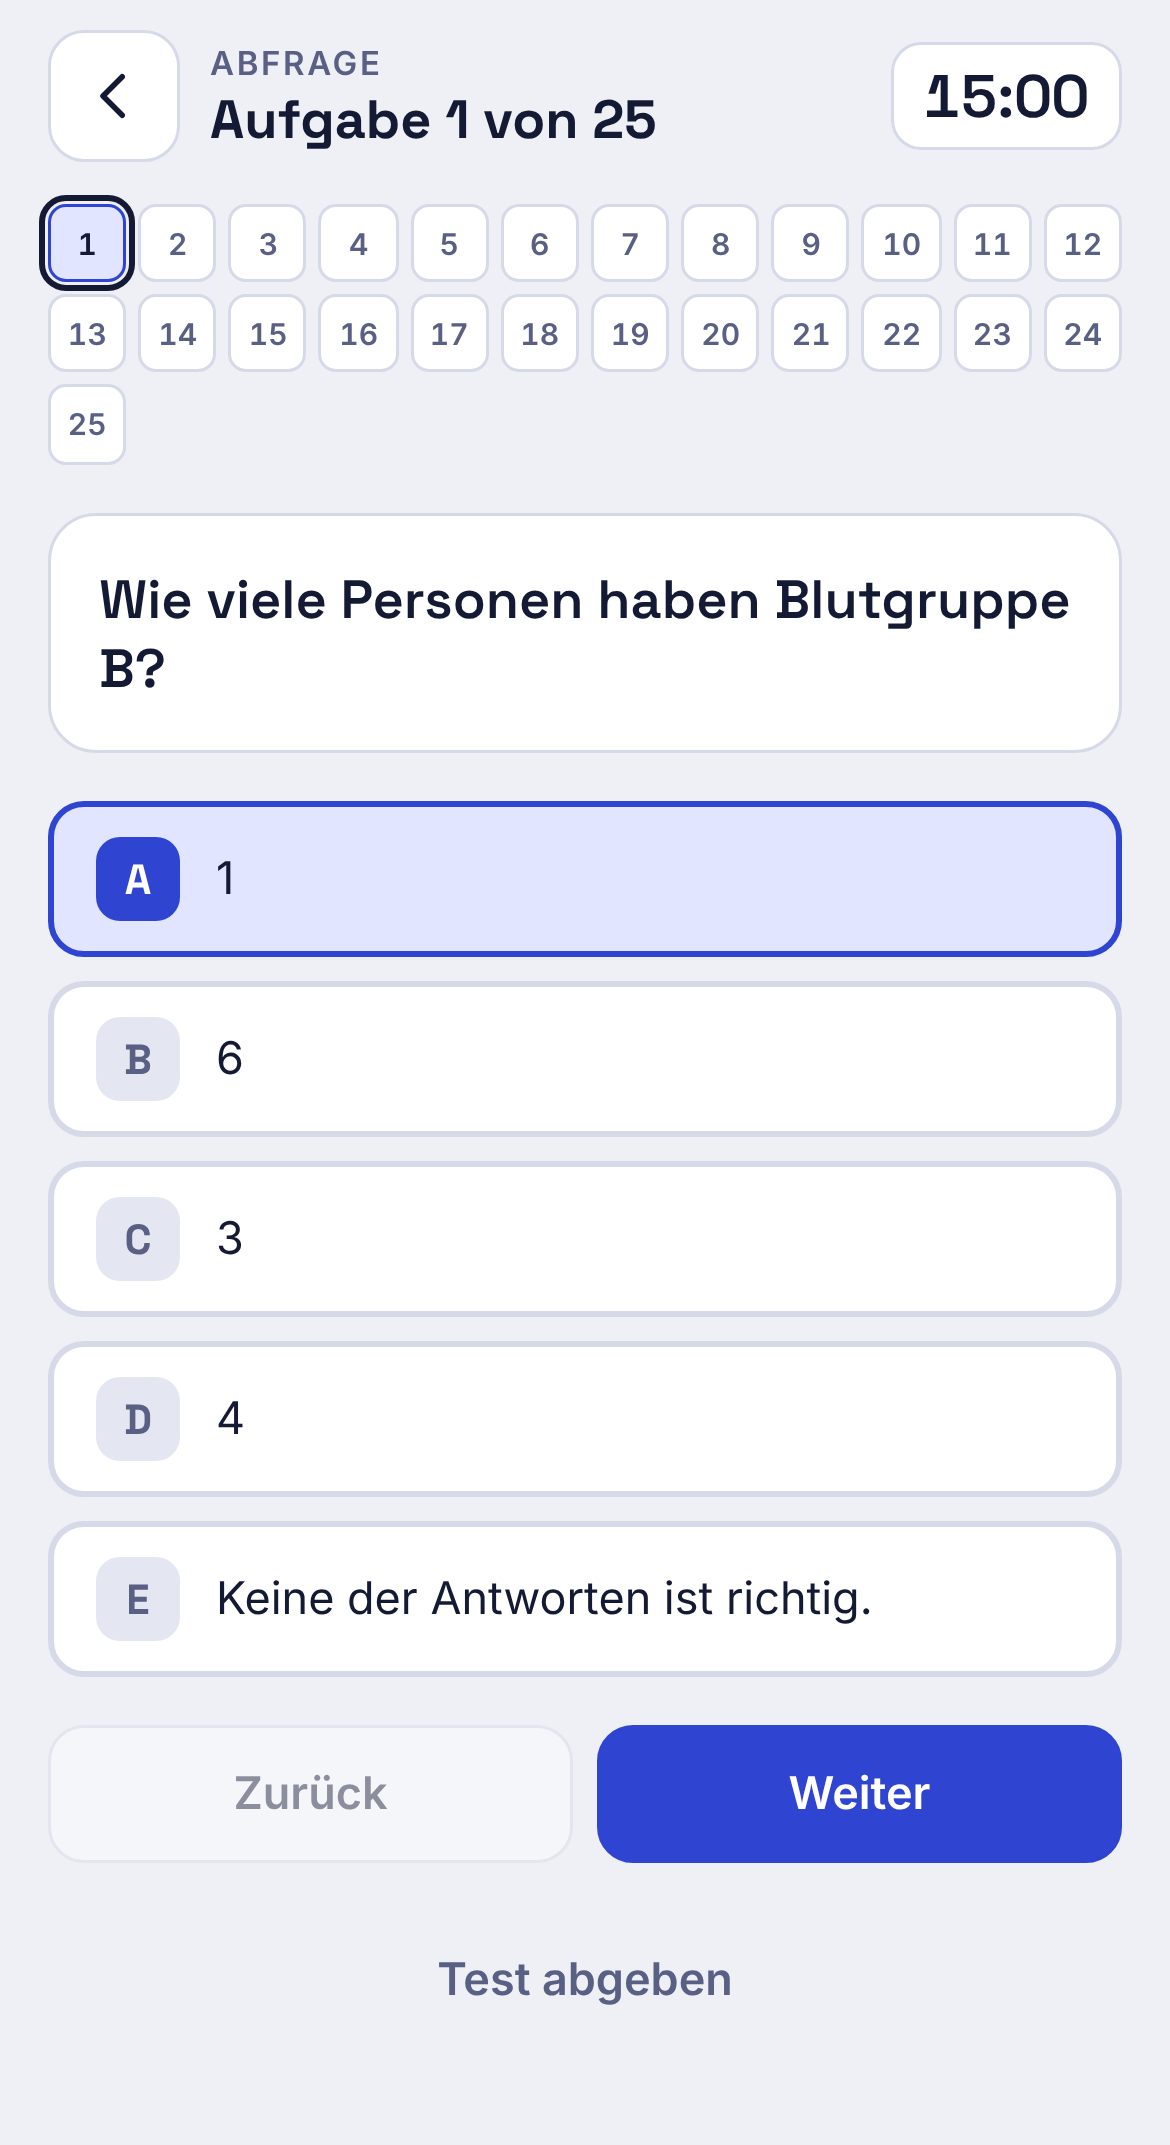 ABFRAGE
Aufgabe 1 von 25
15:00
1 2 3 4 5 6 7 8 9 10 11 12
13 14 15 16 17 18 19 20 21 22 23 24
25
Wie viele Personen haben Blutgruppe
B?
A 1
B 6
C 3
D 4
E Keine der Antworten ist richtig.
Zurück Weiter
Test abgeben